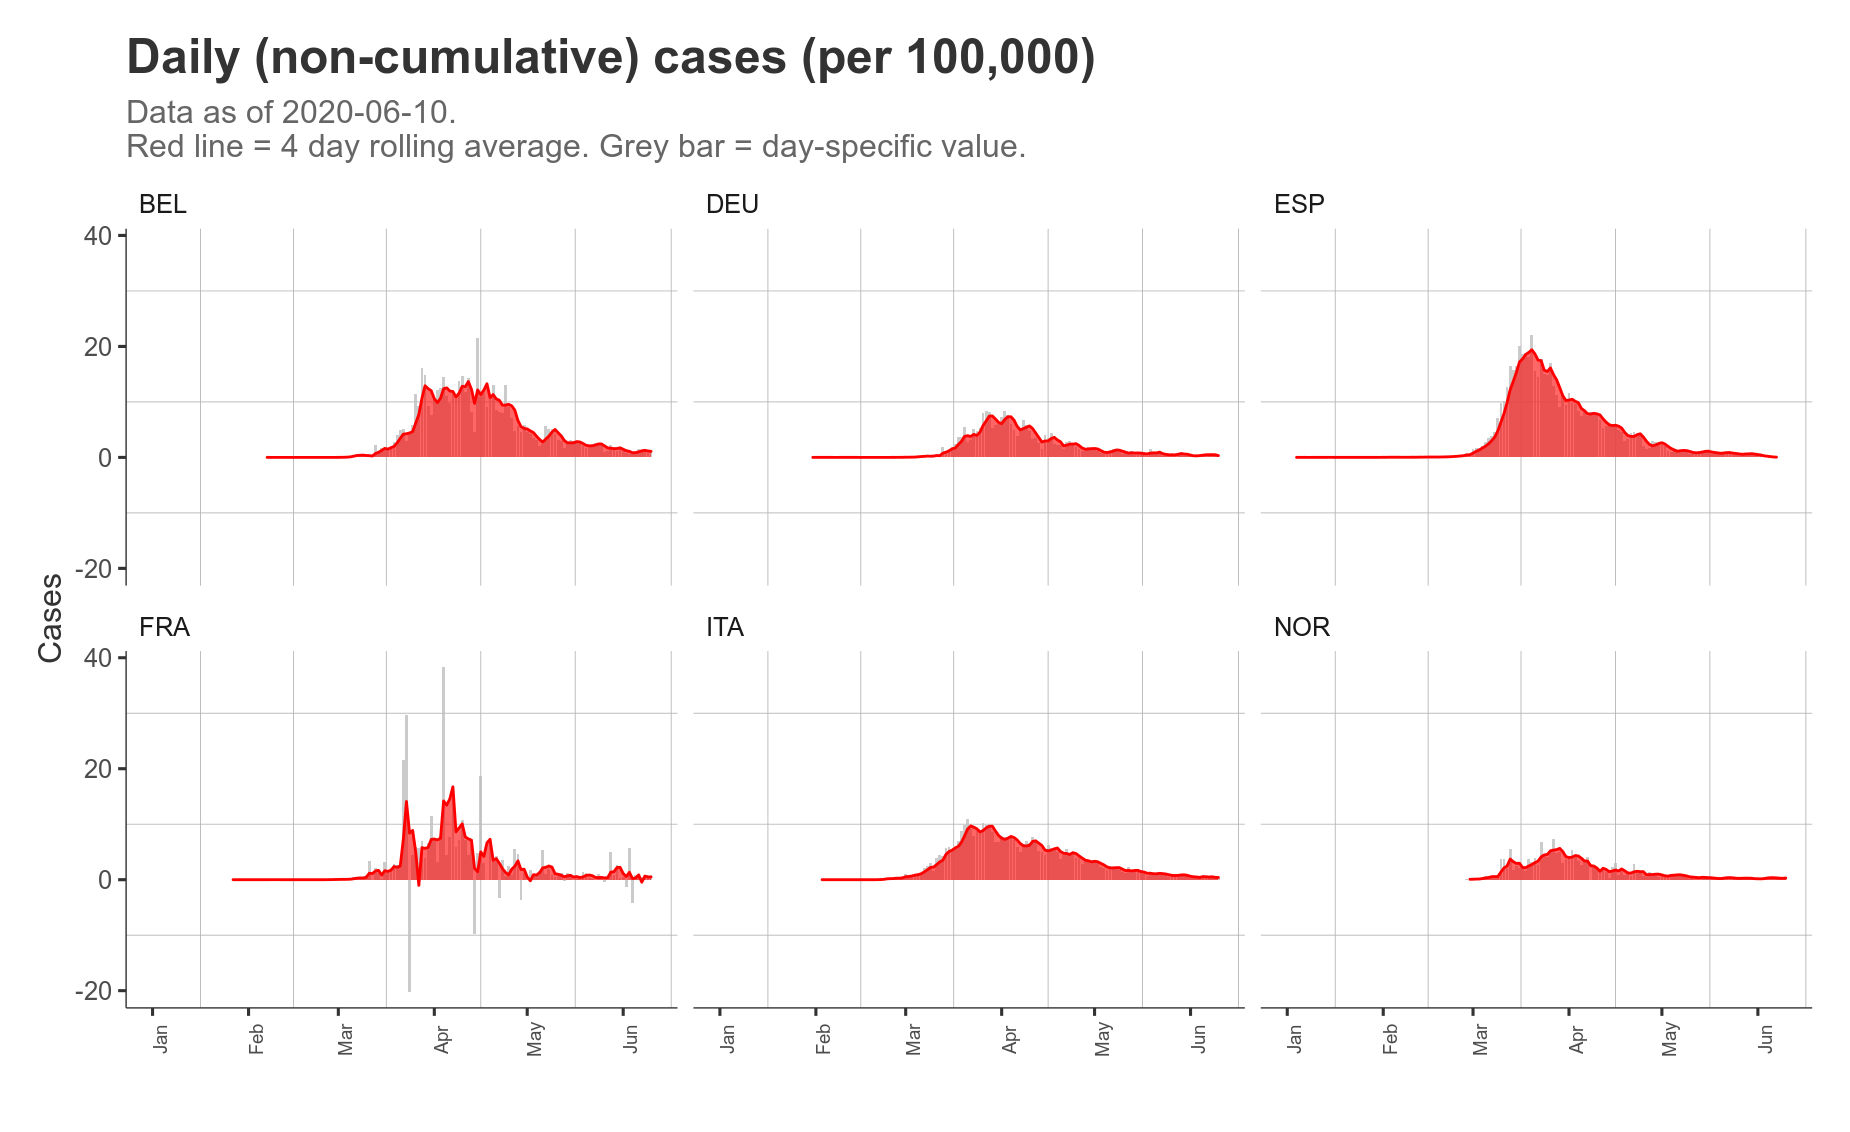 Daily (non-cumulative) cases (per 100,000)
Data as of 2020-06-10.
Red line = 4 day rolling average. Grey bar = day-specific value.
BEL
DEU
ESP
40
20
0
-20
Cases
FRA
ITA
NOR
40
20
0
-20
Jan
Feb
Mar
Apr
May
Jun
Jan
Feb
Mar
Apr
May
Jun
Jan
Feb
Mar
Apr
May
Jun